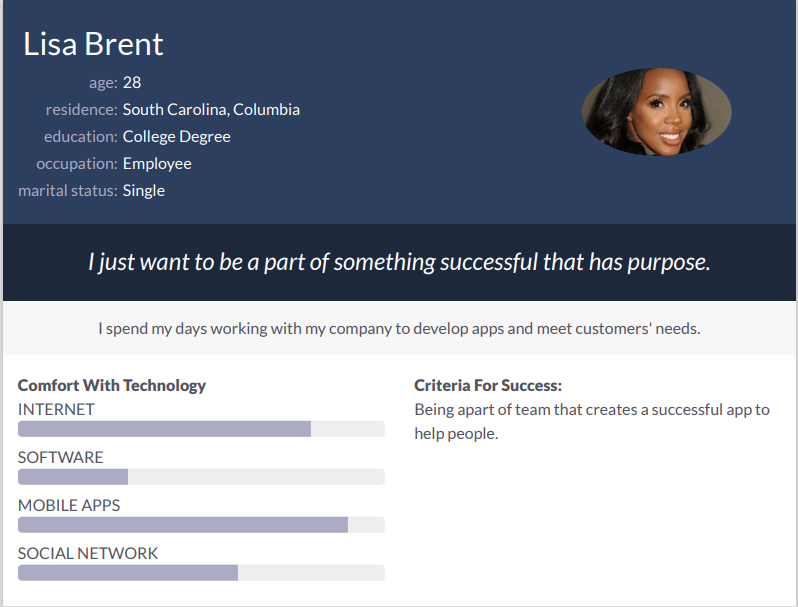 Lisa Brent
age: 28
residence: South Carolina, Columbia
education: College Degree
occupation: Employee
marital status: Single
I just want to be a part of something successful that has purpose.
I spend my days working with my company to develop apps and meet customers' needs.
Comfort With Technology
INTERNET
SOFTWARE
MOBILE APPS
SOCIAL NETWORK
Criteria For Success:
Being apart of team that creates a successful app to
help people.